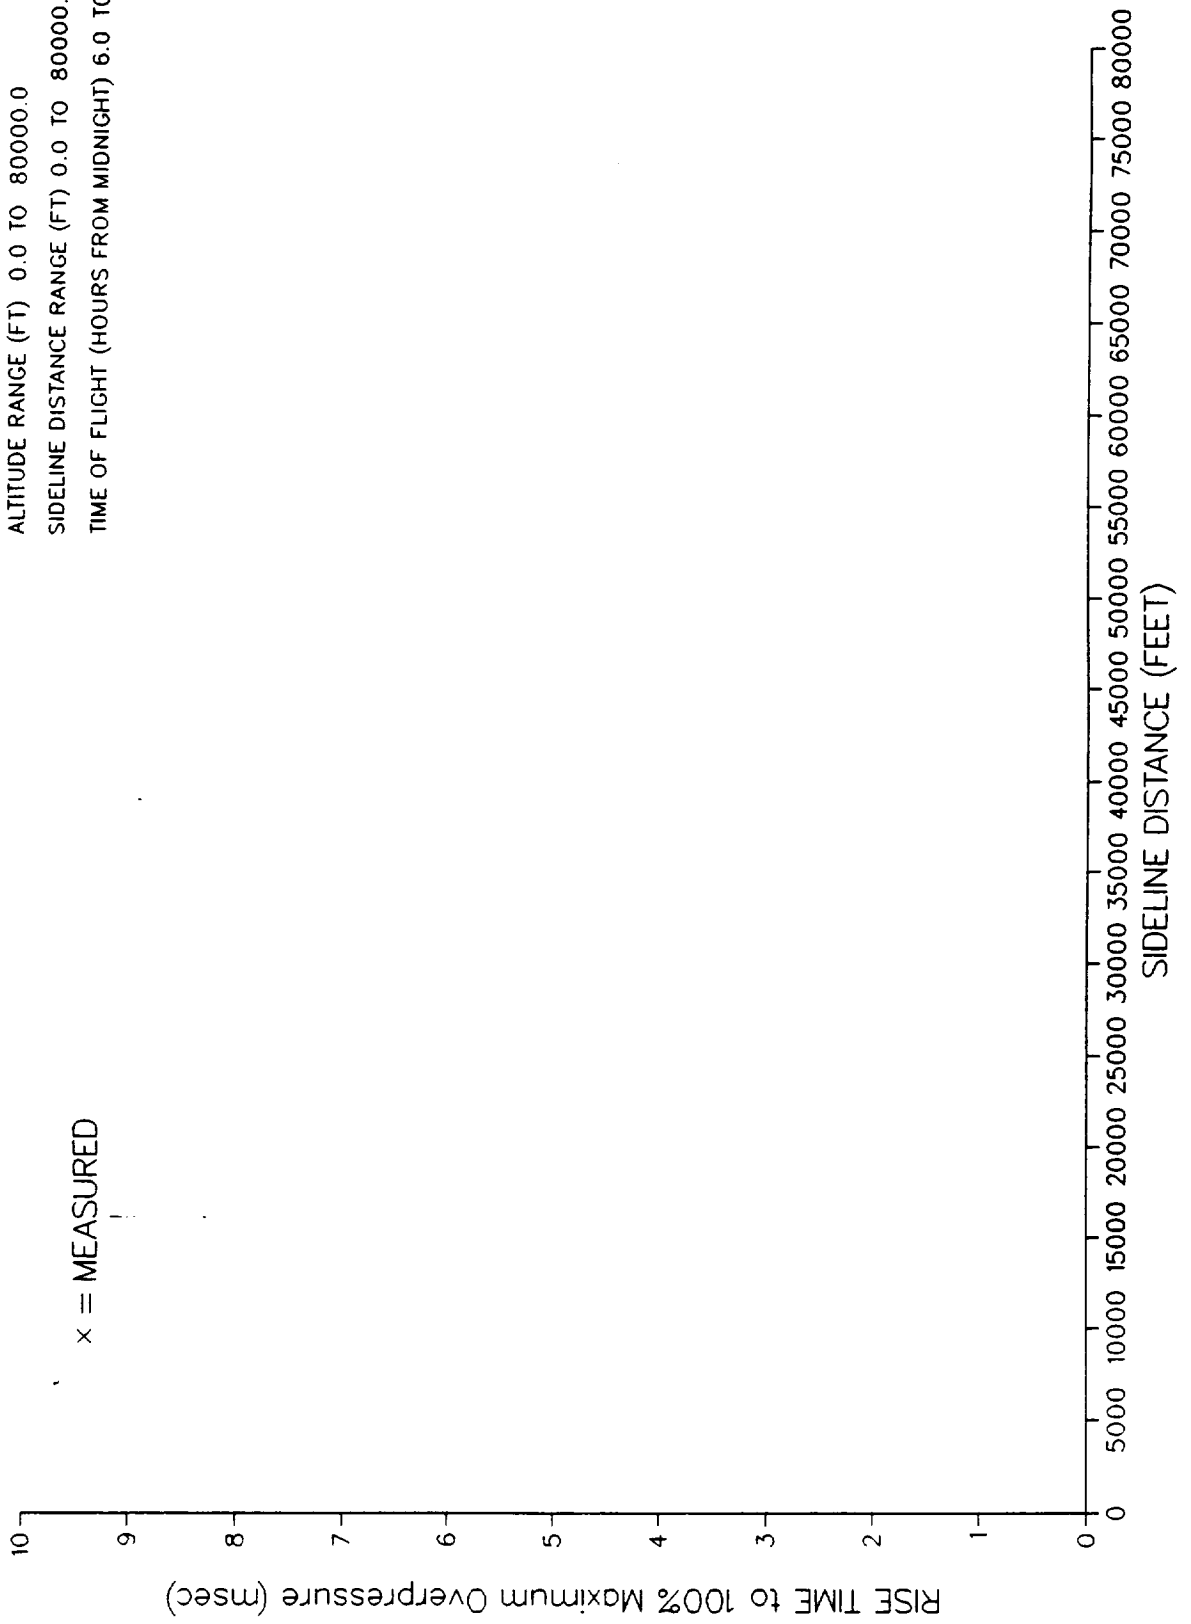 ALTITUDE RANGE (FT) 0.0 TO 80000.0
SIDELINE DISTANCE RANGE (FT) 0.0 TO 80000.
TIME OF FLIGHT (HOURS FROM MIDNIGHT) 6.0 TO
x = MEASURED
RISE TIME to 100% Maximum Overpressure (msec)
10
9
8
7
6
5
4
3
2
1
0
0 5000 10000 15000 20000 25000 30000 35000 40000 45000 50000 55000 60000 65000 70000 75000 80000
SIDELINE DISTANCE (FEET)